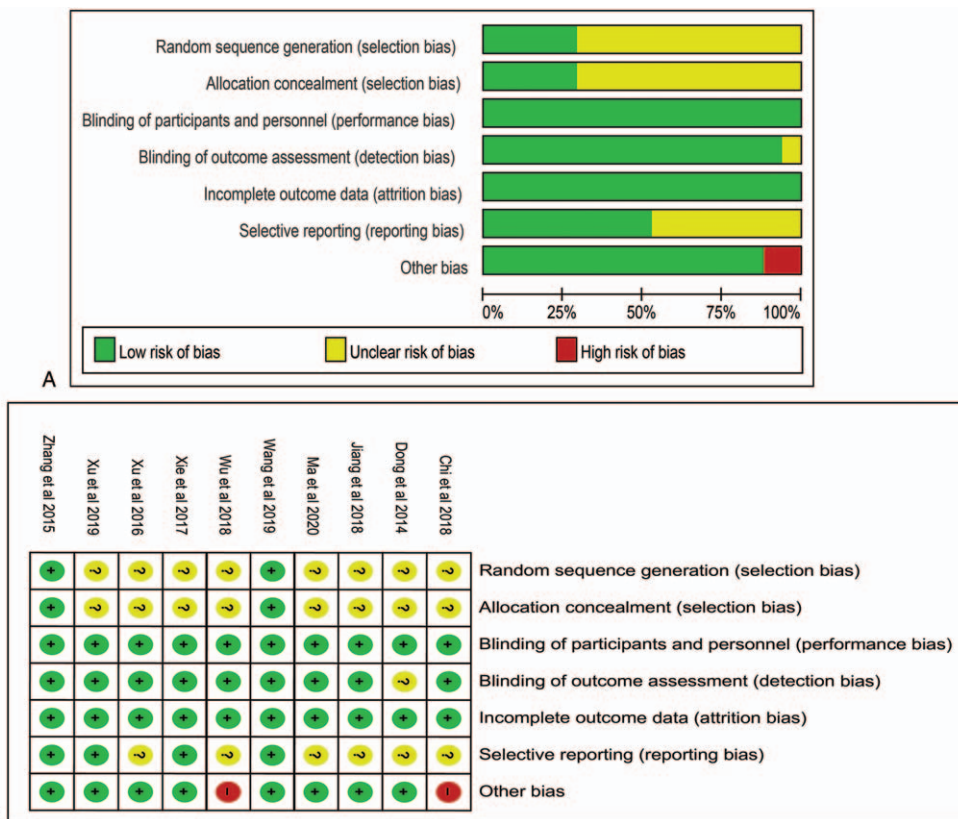 Random sequence generation (selection bias)
Allocation concealment (selection bias)
Blinding of participants and personnel (performance bias)
Blinding of outcome assessment (detection bias)
Incomplete outcome data (attrition bias)
Selective reporting (reporting bias)
Other bias
0% 25% 50% 75% 100%
Low risk of bias Unclear risk of bias High risk of bias
A
Zhang et al 2015
Xu et al 2019
Xu et al 2016
Xie et al 2017
Wu et al 2018
Wang et al 2019
Ma et al 2020
Jiang et al 2018
Dong et al 2014
Chi et al 2018
+ ? ? ? ? + ? ? ? ? Random sequence generation (selection bias)
+ ? ? ? ? + ? ? ? ? Allocation concealment (selection bias)
+ + + + + + + + + + Blinding of participants and personnel (performance bias)
+ + + + + + + + ? + Blinding of outcome assessment (detection bias)
+ + + + + + + + + + Incomplete outcome data (attrition bias)
+ + ? + ? + ? ? ? ? Selective reporting (reporting bias)
+ + + + − + + + + − Other bias